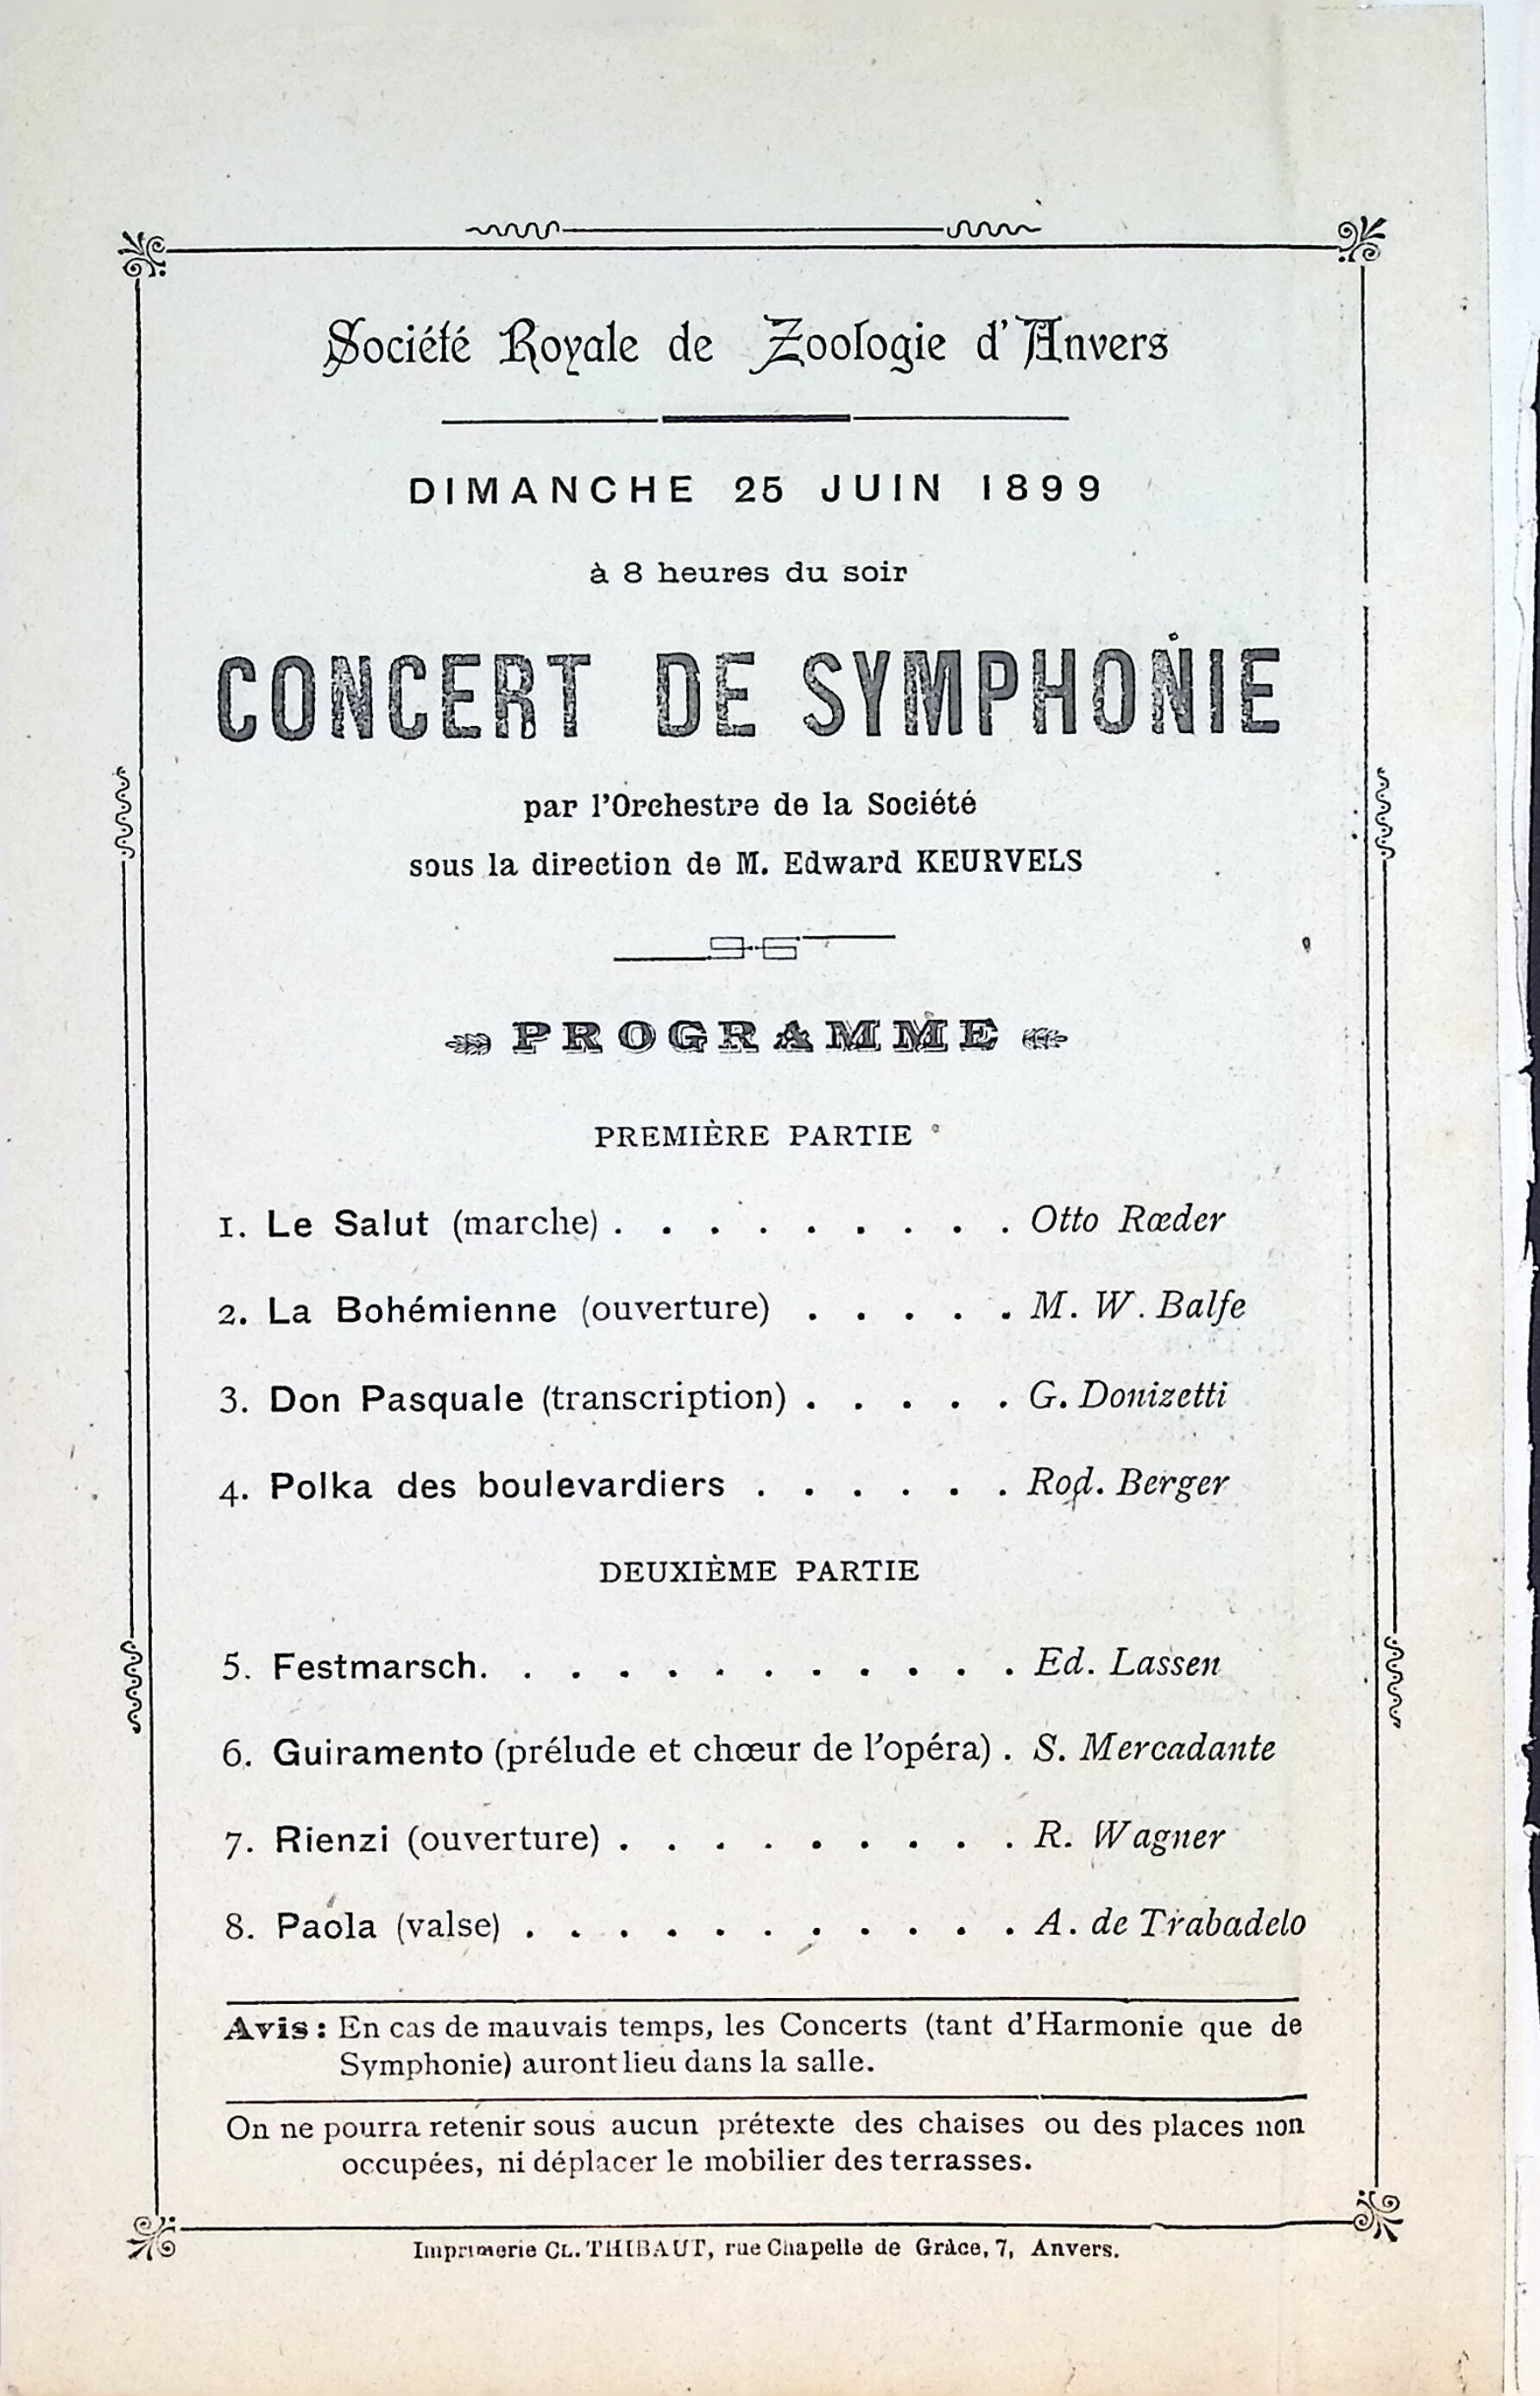 Société Royale de Zoologie d'Anvers
DIMANCHE 25 JUIN 1899
à 8 heures du soir
CONCERT DE SYMPHONIE
par l'Orchestre de la Société
sous la direction de M. Edward KEURVELS
PROGRAMME
PREMIÈRE PARTIE
1. Le Salut (marche) . . . . . . . . . Otto Rœder
2. La Bohémienne (ouverture) . . . . . M. W. Balfe
3. Don Pasquale (transcription) . . . . . G. Donizetti
4. Polka des boulevardiers . . . . . . Rod. Berger
DEUXIÈME PARTIE
5. Festmarsch. . . . . . . . . . . . Ed. Lassen
6. Guiramento (prélude et chœur de l'opéra) . S. Mercadante
7. Rienzi (ouverture) . . . . . . . . . R. Wagner
8. Paola (valse) . . . . . . . . . . . A. de Trabadelo
Avis : En cas de mauvais temps, les Concerts (tant d'Harmonie que de
Symphonie) auront lieu dans la salle.
On ne pourra retenir sous aucun prétexte des chaises ou des places non
occupées, ni déplacer le mobilier des terrasses.
Imprimerie CL. THIBAUT, rue Chapelle de Grâce, 7, Anvers.